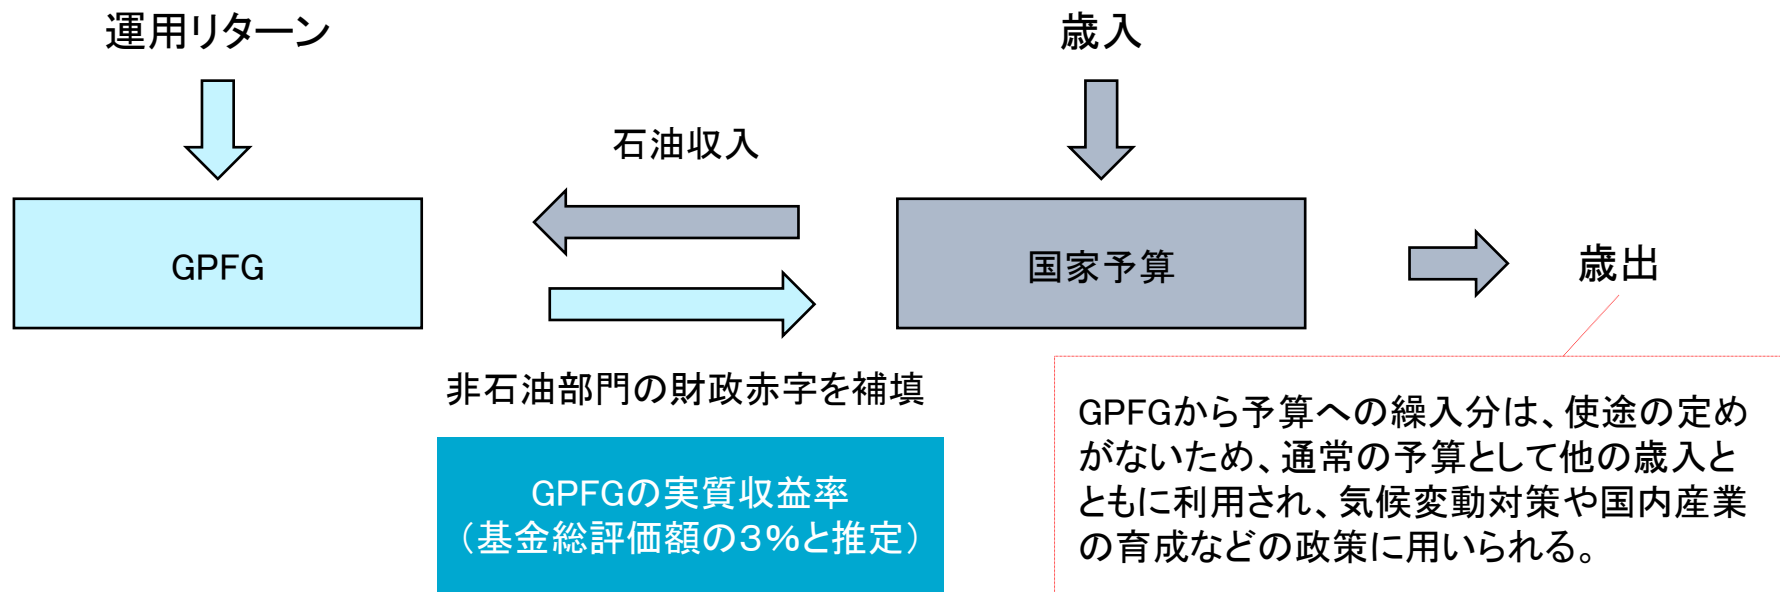 運用リターン
歳入
石油収入
GPFG
国家予算
歳出
非石油部門の財政赤字を補填
GPFGの実質収益率
（基金総評価額の３％と推定）
GPFGから予算への繰入分は、使途の定め
がないため、通常の予算として他の歳入と
ともに利用され、気候変動対策や国内産業
の育成などの政策に用いられる。